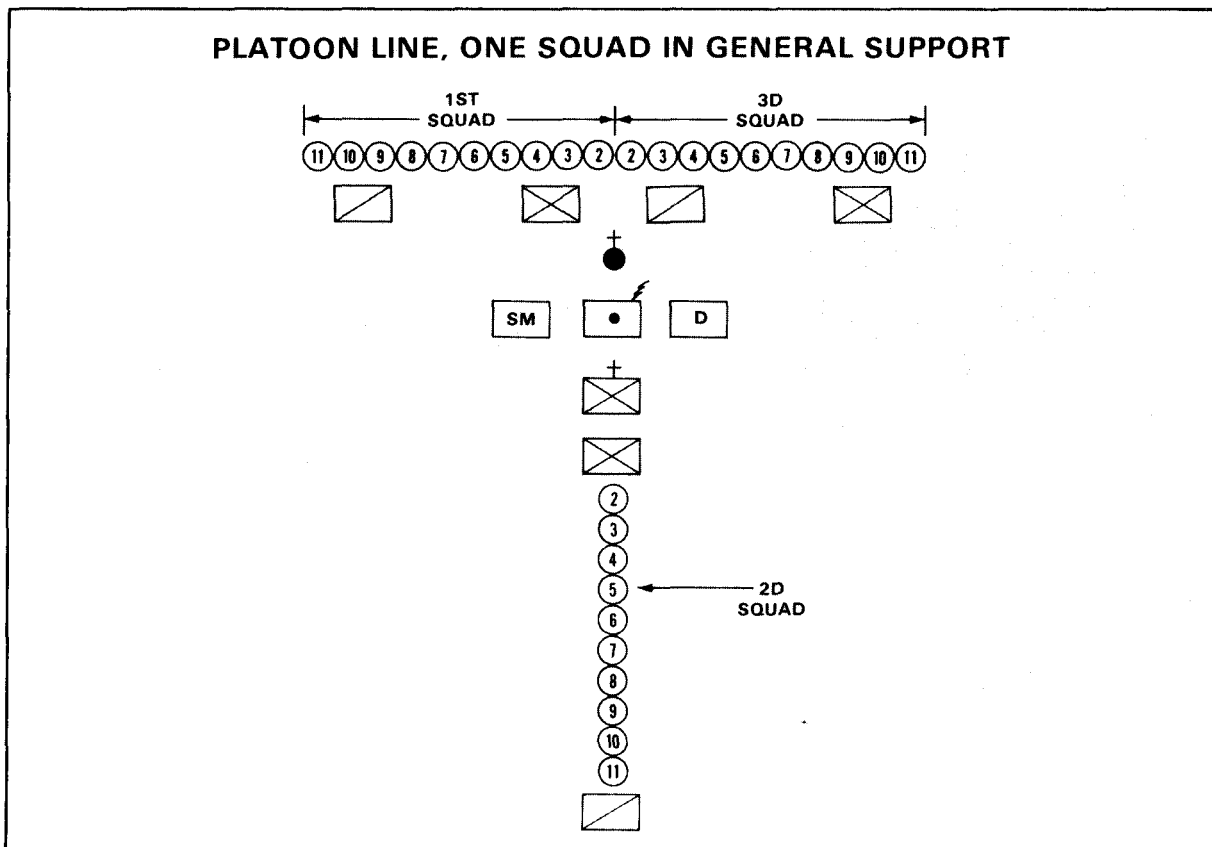 PLATOON LINE, ONE SQUAD IN GENERAL SUPPORT
1ST SQUAD
3D SQUAD
11 10 9 8 7 6 5 4 3 2 2 3 4 5 6 7 8 9 10 11
SM D
2
3
4
5
2D SQUAD
6
7
8
9
10
11